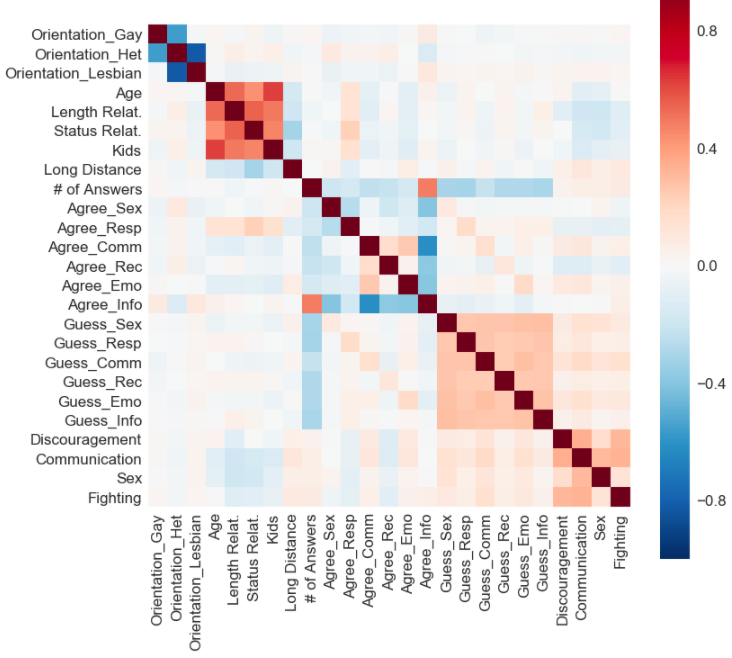 Orientation_Gay
Orientation_Het
Orientation_Lesbian
Age
Length Relat.
Status Relat.
Kids
Long Distance
# of Answers
Agree_Sex
Agree_Resp
Agree_Comm
Agree_Rec
Agree_Emo
Agree_Info
Guess_Sex
Guess_Resp
Guess_Comm
Guess_Rec
Guess_Emo
Guess_Info
Discouragement
Communication
Sex
Fighting
Orientation_Gay
Orientation_Het
Orientation_Lesbian
Age
Length Relat.
Status Relat.
Kids
Long Distance
# of Answers
Agree_Sex
Agree_Resp
Agree_Comm
Agree_Rec
Agree_Emo
Agree_Info
Guess_Sex
Guess_Resp
Guess_Comm
Guess_Rec
Guess_Emo
Guess_Info
Discouragement
Communication
Sex
Fighting
0.8
0.4
0.0
−0.4
−0.8